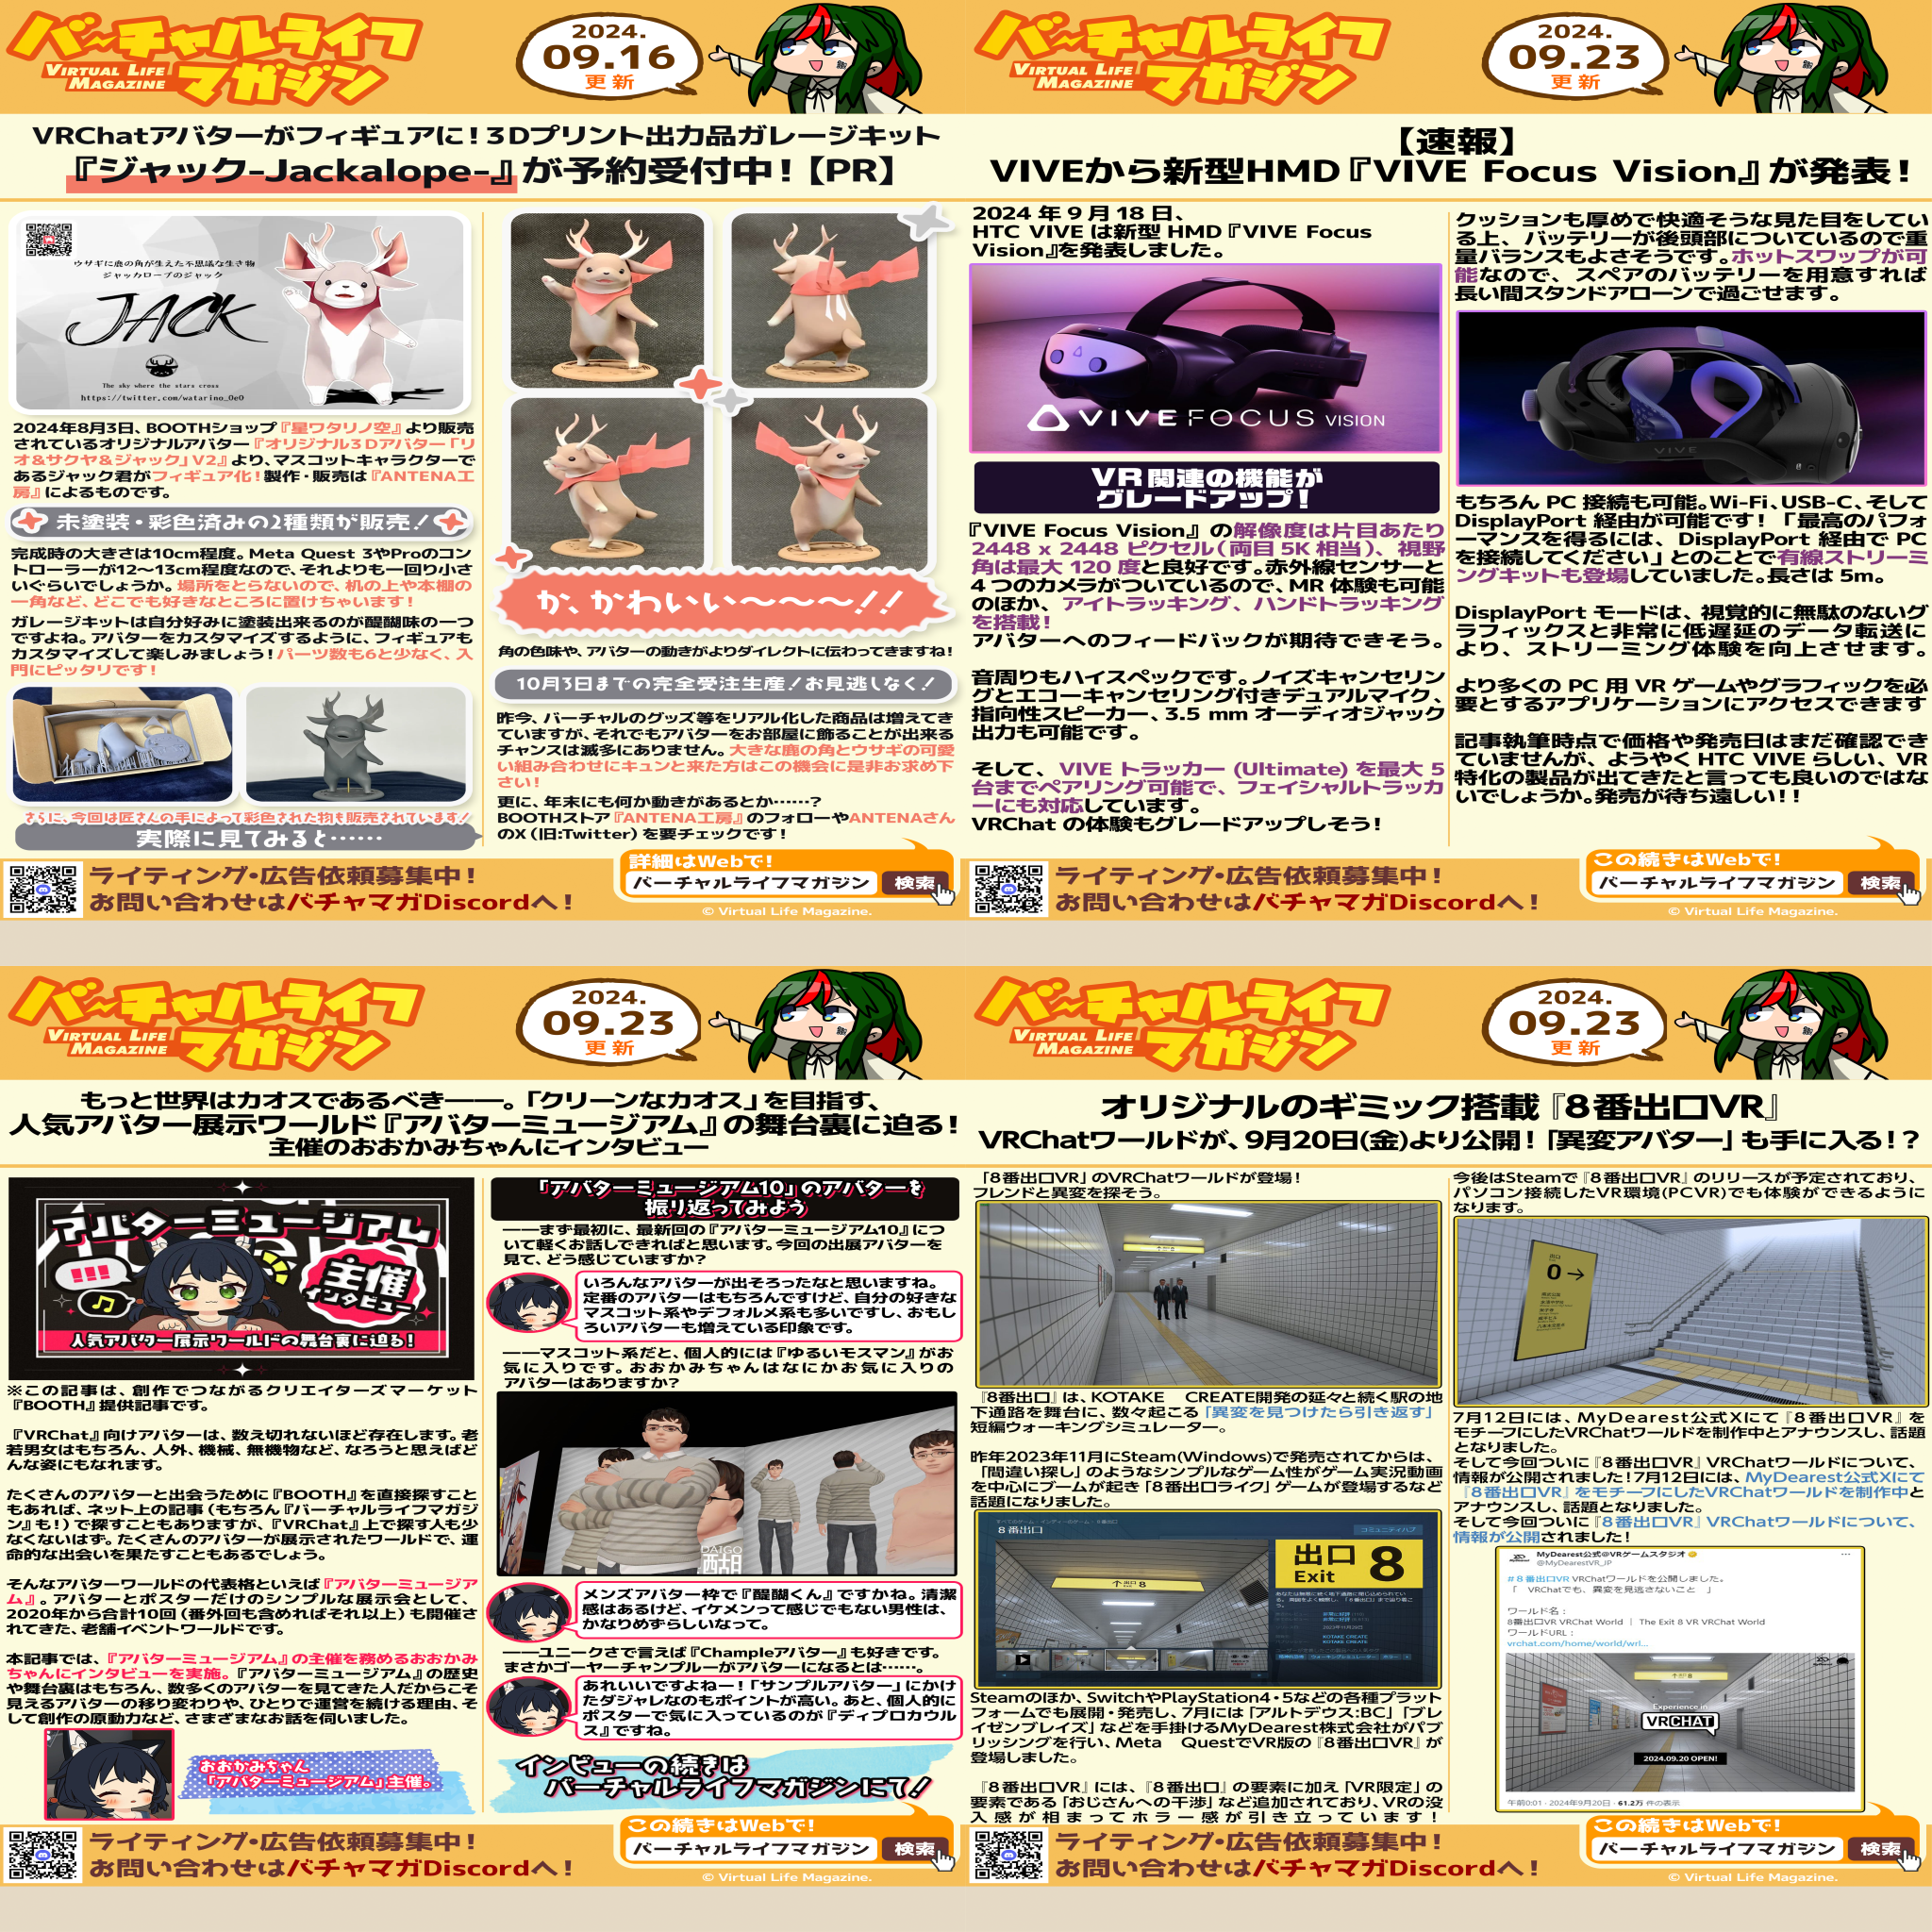 バーチャルライフ
マガジン
VIRTUAL LIFE
MAGAZINE
2024.
09.16
更新
VRChatアバターがフィギュアに！３Dプリント出力品ガレージキット
『ジャック-Jackalope-』が予約受付中！【PR】
ウサギに鹿の角が生えた不思議な生き物
ジャッカロープのジャック
JACK
The sky where the stars cross
https://twitter.com/watarino_0e0
2024年8月3日、BOOTHショップ『星ワタリノ空』より販売
されているオリジナルアバター『オリジナル３Dアバター「リ
オ＆サクヤ＆ジャック」V2』より、マスコットキャラクターで
あるジャック君がフィギュア化！製作・販売は『ANTENA工
房』によるものです。
未塗装・彩色済みの2種類が販売！
完成時の大きさは10cm程度。Meta Quest 3やProのコン
トローラーが12～13cm程度なので、それよりも一回り小さ
いぐらいでしょうか。場所をとらないので、机の上や本棚の
一角など、どこでも好きなところに置けちゃいます！
ガレージキットは自分好みに塗装出来るのが醍醐味の一つ
ですよね。アバターをカスタマイズするように、フィギュアも
カスタマイズして楽しみましょう！パーツ数も6と少なく、入
門にピッタリです！
さらに、今回は匠さんの手によって彩色された物も販売されています！
実際に見てみると……
か、かわいい～～～！！
角の色味や、アバターの動きがよりダイレクトに伝わってきますね！
10月3日までの完全受注生産！お見逃しなく！
昨今、バーチャルのグッズ等をリアル化した商品は増えてき
ていますが、それでもアバターをお部屋に飾ることが出来る
チャンスは滅多にありません。大きな鹿の角とウサギの可愛
い組み合わせにキュンと来た方はこの機会に是非お求め下
さい！
更に、年末にも何か動きがあるとか……？
BOOTHストア『ANTENA工房』のフォローやANTENAさん
のX（旧:Twitter）を要チェックです！
ライティング・広告依頼募集中！
お問い合わせはバチャマガDiscordへ！
詳細はWebで！
バーチャルライフマガジン 検索
© Virtual Life Magazine.
バーチャルライフ
マガジン
VIRTUAL LIFE
MAGAZINE
2024.
09.23
更新
【速報】
VIVEから新型HMD『VIVE Focus Vision』が発表！
2024 年 9 月 18 日、
HTC VIVE は新型 HMD『VIVE Focus
Vision』を発表しました。
VIVE FOCUS VISION
VR関連の機能が
グレードアップ！
『VIVE Focus Vision』の解像度は片目あたり
2448 x 2448 ピクセル（両目 5K 相当）、視野
角は最大 120 度と良好です。赤外線センサーと
4 つのカメラがついているので、MR 体験も可能
のほか、アイトラッキング、ハンドトラッキング
を搭載！
アバターへのフィードバックが期待できそう。
音周りもハイスペックです。ノイズキャンセリン
グとエコーキャンセリング付きデュアルマイク、
指向性スピーカー、3.5 mm オーディオジャック
出力も可能です。
そして、VIVE トラッカー (Ultimate) を最大 5
台までペアリング可能で、フェイシャルトラッカ
ーにも対応しています。
VRChat の体験もグレードアップしそう！
クッションも厚めで快適そうな見た目をしてい
る上、バッテリーが後頭部についているので重
量バランスもよさそうです。ホットスワップが可
能なので、スペアのバッテリーを用意すれば
長い間スタンドアローンで過ごせます。
VIVE
もちろん PC 接続も可能。Wi-Fi、USB-C、そして
DisplayPort 経由が可能です！「最高のパフォ
ーマンスを得るには、DisplayPort 経由で PC
を接続してください」とのことで有線ストリーミ
ングキットも登場していました。長さは 5m。
DisplayPort モードは、視覚的に無駄のないグ
ラフィックスと非常に低遅延のデータ転送に
より、ストリーミング体験を向上させます。
より多くの PC 用 VR ゲームやグラフィックを必
要とするアプリケーションにアクセスできます
記事執筆時点で価格や発売日はまだ確認でき
ていませんが、ようやく HTC VIVE らしい、VR
特化の製品が出てきたと言っても良いのではな
いでしょうか。発売が待ち遠しい！！
ライティング・広告依頼募集中！
お問い合わせはバチャマガDiscordへ！
この続きはWebで！
バーチャルライフマガジン 検索
© Virtual Life Magazine.
バーチャルライフ
マガジン
VIRTUAL LIFE
MAGAZINE
2024.
09.23
更新
もっと世界はカオスであるべき――。「クリーンなカオス」を目指す、
人気アバター展示ワールド『アバターミュージアム』の舞台裏に迫る！
主催のおおかみちゃんにインタビュー
アバターミュージアム
!!!
主催
インタビュー
人気アバター展示ワールドの舞台裏に迫る！
※この記事は、創作でつながるクリエイターズマーケット
『BOOTH』提供記事です。
『VRChat』向けアバターは、数え切れないほど存在します。老
若男女はもちろん、人外、機械、無機物など、なろうと思えばど
んな姿にもなれます。
たくさんのアバターと出会うために『BOOTH』を直接探すこと
もあれば、ネット上の記事（もちろん『バーチャルライフマガジ
ン』も！）で探すこともありますが、『VRChat』上で探す人も少
なくないはず。たくさんのアバターが展示されたワールドで、運
命的な出会いを果たすこともあるでしょう。
そんなアバターワールドの代表格といえば『アバターミュージア
ム』。アバターとポスターだけのシンプルな展示会として、
2020年から合計10回（番外回も含めればそれ以上）も開催さ
れてきた、老舗イベントワールドです。
本記事では、『アバターミュージアム』の主催を務めるおおかみ
ちゃんにインタビューを実施。『アバターミュージアム』の歴史
や舞台裏はもちろん、数多くのアバターを見てきた人だからこそ
見えるアバターの移り変わりや、ひとりで運営を続ける理由、そ
して創作の原動力など、さまざまなお話を伺いました。
おおかみちゃん
「アバターミュージアム」主催。
「アバターミュージアム10」のアバターを
振り返ってみよう
――まず最初に、最新回の『アバターミュージアム10』につ
いて軽くお話しできればと思います。今回の出展アバターを
見て、どう感じていますか？
いろんなアバターが出そろったなと思いますね。
定番のアバターはもちろんですけど、自分の好きな
マスコット系やデフォルメ系も多いですし、おもし
ろいアバターも増えている印象です。
――マスコット系だと、個人的には『ゆるいモスマン』がお
気に入りです。おおかみちゃんはなにかお気に入りの
アバターはありますか？
DAIGO
醐
メンズアバター枠で『醍醐くん』ですかね。清潔
感はあるけど、イケメンって感じでもない男性は、
かなりめずらしいなって。
――ユニークさで言えば『Champleアバター』も好きです。
まさかゴーヤーチャンプルーがアバターになるとは……。
あれいいですよねー！「サンプルアバター」にかけ
たダジャレなのもポイントが高い。あと、個人的に
ポスターで気に入っているのが『ディプロカウル
ス』ですね。
インビューの続きは
バーチャルライフマガジンにて！
ライティング・広告依頼募集中！
お問い合わせはバチャマガDiscordへ！
この続きはWebで！
バーチャルライフマガジン 検索
© Virtual Life Magazine.
バーチャルライフ
マガジン
VIRTUAL LIFE
MAGAZINE
2024.
09.23
更新
オリジナルのギミック搭載『８番出口VR』
VRChatワールドが、9月20日(金)より公開！「異変アバター」も手に入る！？
「8番出口VR」のVRChatワールドが登場！
フレンドと異変を探そう。
『8番出口』は、KOTAKE CREATE開発の延々と続く駅の地
下通路を舞台に、数々起こる「異変を見つけたら引き返す」
短編ウォーキングシミュレーター。
昨年2023年11月にSteam(Windows)で発売されてからは、
「間違い探し」のようなシンプルなゲーム性がゲーム実況動画
を中心にブームが起き「8番出口ライク」ゲームが登場するなど
話題になりました。
8番出口
コミュニティハブ
↑出口8
出口
Exit 8
KOTAKE CREATE
KOTAKE CREATE
Steamのほか、SwitchやPlayStation4・5などの各種プラット
フォームでも展開・発売し、7月には「アルトデウス:BC」「ブレ
イゼンブレイズ」などを手掛けるMyDearest株式会社がパブ
リッシングを行い、Meta QuestでVR版の『8番出口VR』が
登場しました。
『8番出口VR』には、『8番出口』の要素に加え「VR限定」の
要素である「おじさんへの干渉」など追加されており、VRの没
入感が相まってホラー感が引き立っています！
今後はSteamで『8番出口VR』のリリースが予定されており、
パソコン接続したVR環境(PCVR)でも体験ができるように
なります。
出口
0→
7月12日には、MyDearest公式Xにて『8番出口VR』を
モチーフにしたVRChatワールドを制作中とアナウンスし、話題
となりました。
そして今回ついに『8番出口VR』VRChatワールドについて、
情報が公開されました！7月12日には、MyDearest公式Xにて
『8番出口VR』をモチーフにしたVRChatワールドを制作中と
アナウンスし、話題となりました。
そして今回ついに『8番出口VR』VRChatワールドについて、
情報が公開されました！
MyDearest公式@VRゲームスタジオ
@MyDearestVR_JP
#８番出口VR VRChatワールドを公開しました。
「 VRChatでも、異変を見逃さないこと 」
ワールド名：
8番出口VR VRChat World ｜ The Exit 8 VR VRChat World
ワールドURL：
vrchat.com/home/world/wrl...
Experience in
VRCHAT
2024.09.20 OPEN!
午前0:01 · 2024年9月20日 · 61.2万 件の表示
ライティング・広告依頼募集中！
お問い合わせはバチャマガDiscordへ！
この続きはWebで！
バーチャルライフマガジン 検索
© Virtual Life Magazine.